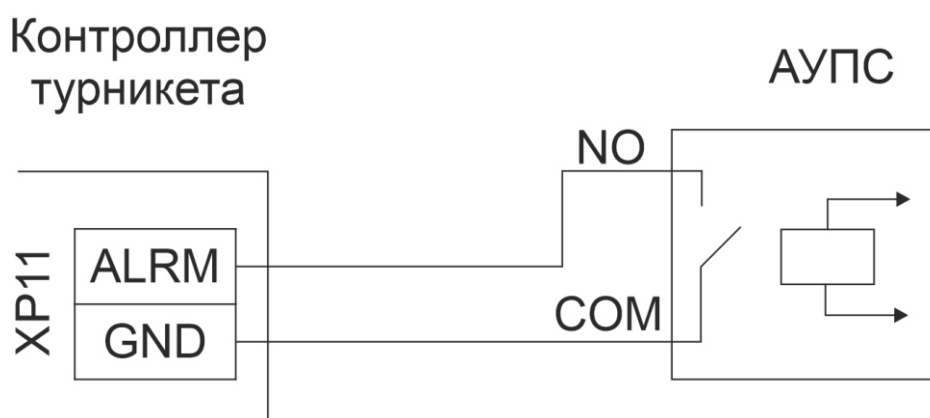 Контроллер
турникета
АУПС
NO
XP11
ALRM
GND
COM